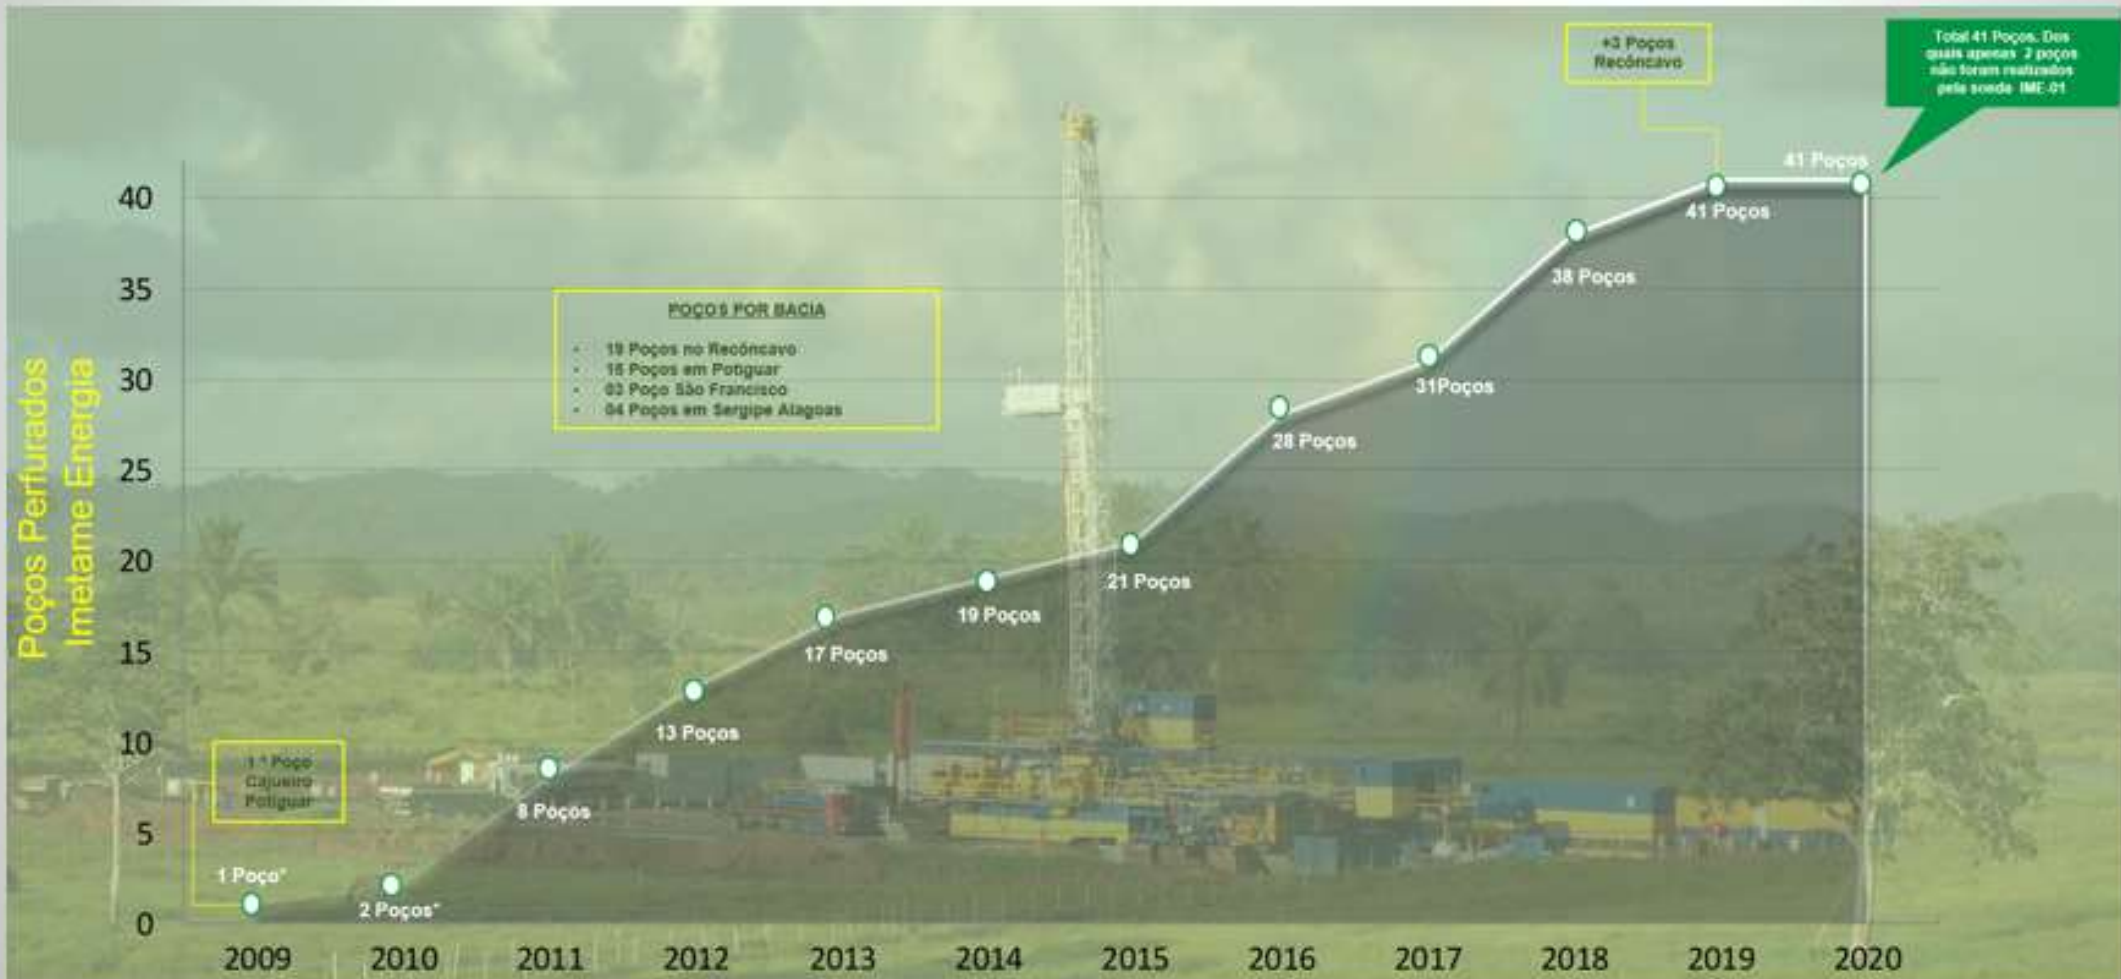 Poços Perfurados
Imetame Energia
40
35
30
25
20
15
10
5
0
+3 Poços
Recôncavo
Total 41 Poços. Dos
quais apenas 2 poços
não foram realizados
pela sonda IME-01
POÇOS POR BACIA
• Poços no Recôncavo
• Poços em Potiguar
• 03 Poço São Francisco
• 04 Poços em Sergipe Alagoas
1º Poço
Cajueiro
Potiguar
1 Poço*
2 Poços*
8 Poços
13 Poços
17 Poços
19 Poços
21 Poços
28 Poços
31Poços
38 Poços
41 Poços
41 Poços
2009 2010 2011 2012 2013 2014 2015 2016 2017 2018 2019 2020